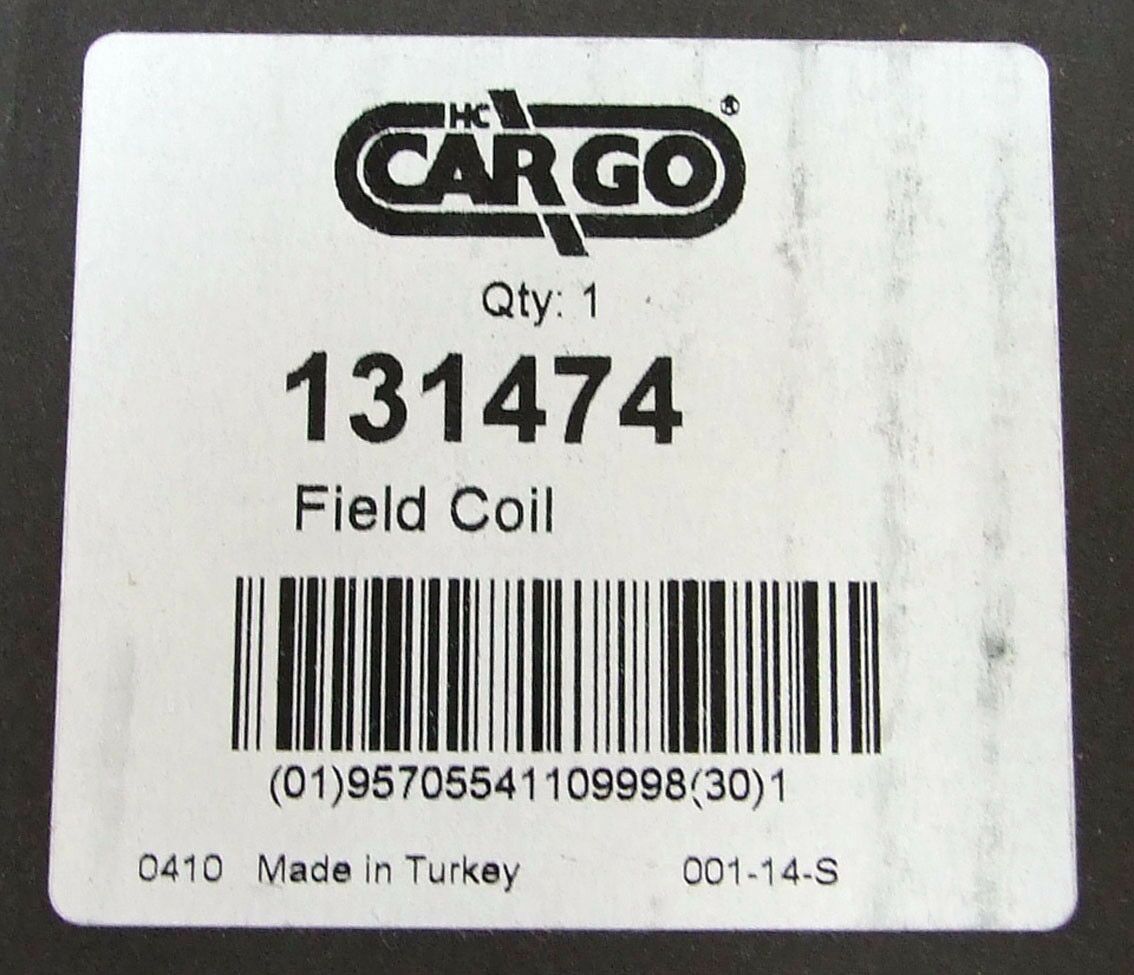 HC
CARGO®
Qty: 1
131474
Field Coil
(01)95705541109998(30)1
0410 Made in Turkey 001-14-S